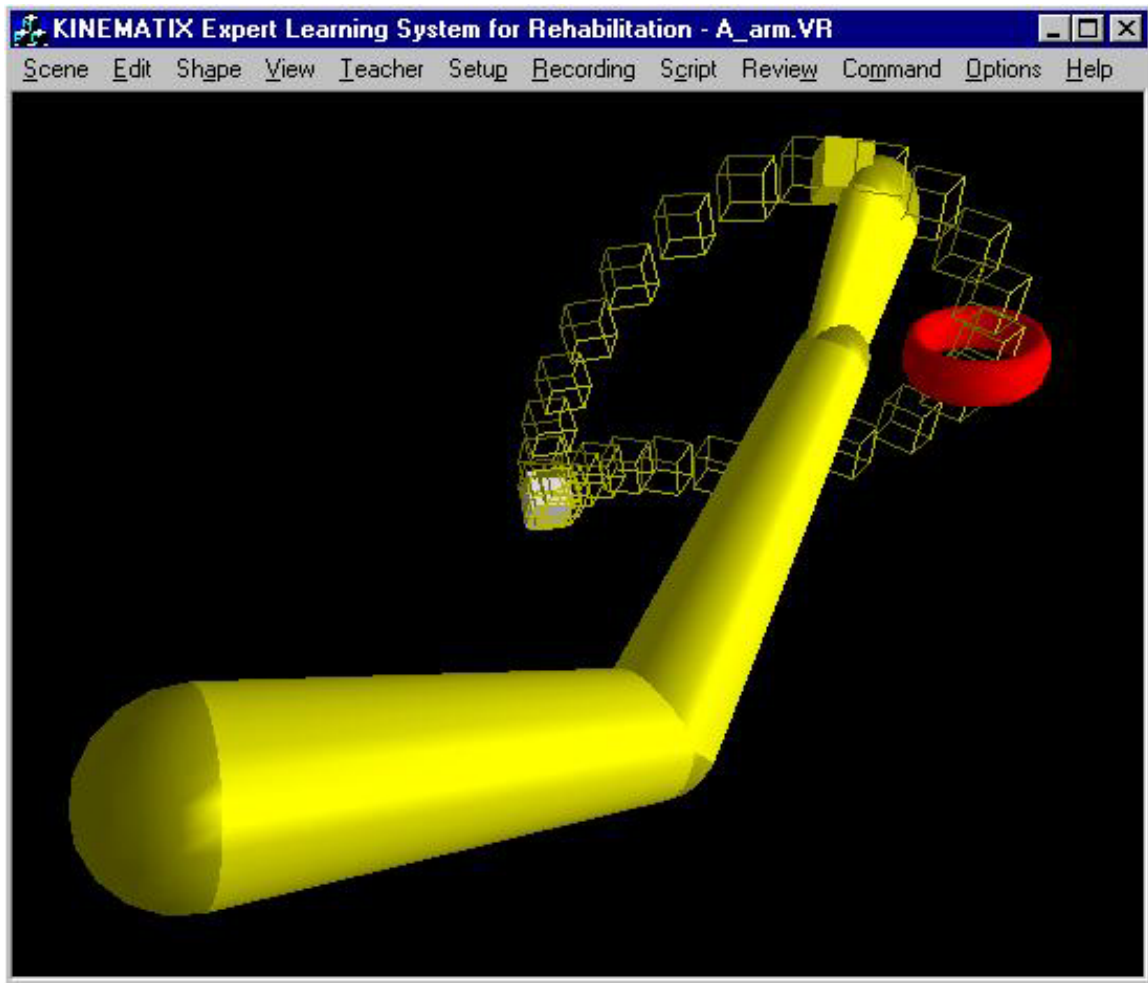 KINEMATIX Expert Learning System for Rehabilitation - A_arm.VR
Scene Edit Shape View Teacher Setup Recording Script Review Command Options Help